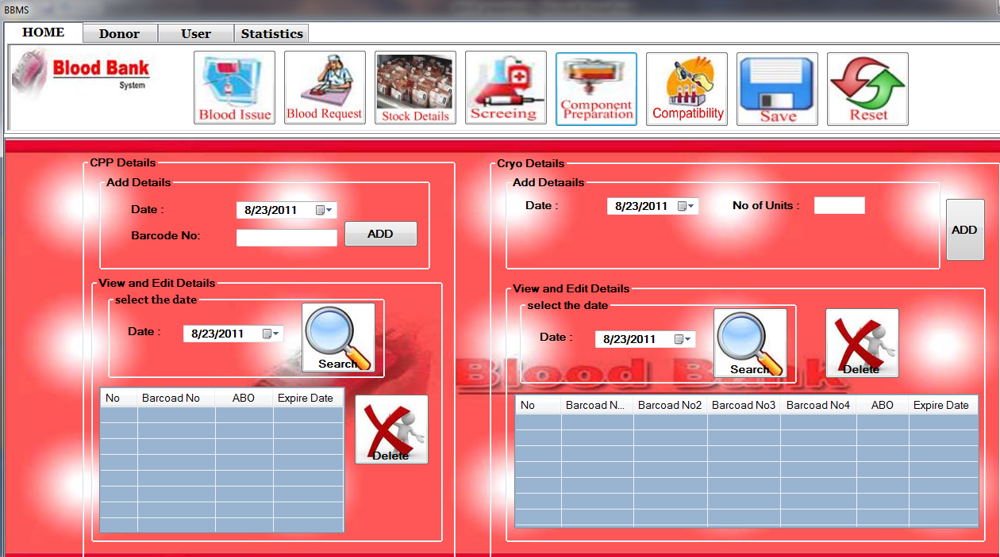 BBMS
HOME Donor User Statistics
Blood Bank
System
Blood Issue Blood Request Stock Details Screeing Component Preparation Compatibility Save Reset
CPP Details
Add Details
Date : 8/23/2011
Barcode No: ADD
View and Edit Details
select the date
Date : 8/23/2011 Search
No Barcoad No ABO Expire Date
Delete
Cryo Details
Add Detaails
Date : 8/23/2011 No of Units : ADD
View and Edit Details
select the date
Date : 8/23/2011 Search Delete
Blood Bank
No Barcoad N... Barcoad No2 Barcoad No3 Barcoad No4 ABO Expire Date